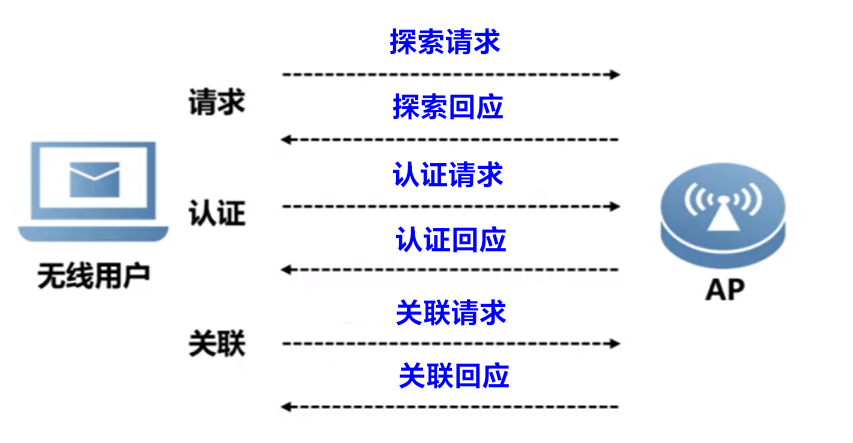 探索请求
请求
探索回应
认证请求
认证
认证回应
无线用户
AP
关联请求
关联
关联回应